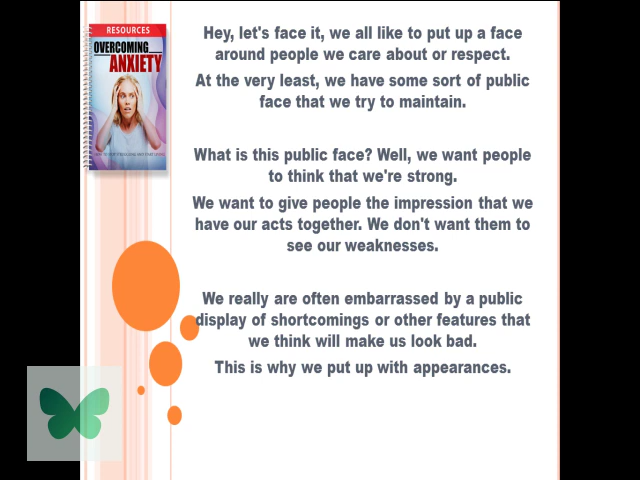 RESOURCES
OVERCOMING
ANXIETY
Hey, let's face it, we all like to put up a face
around people we care about or respect.
At the very least, we have some sort of public
face that we try to maintain.
What is this public face? Well, we want people
to think that we're strong.
We want to give people the impression that we
have our acts together. We don't want them to
see our weaknesses.
We really are often embarrassed by a public
display of shortcomings or other features that
we think will make us look bad.
This is why we put up with appearances.